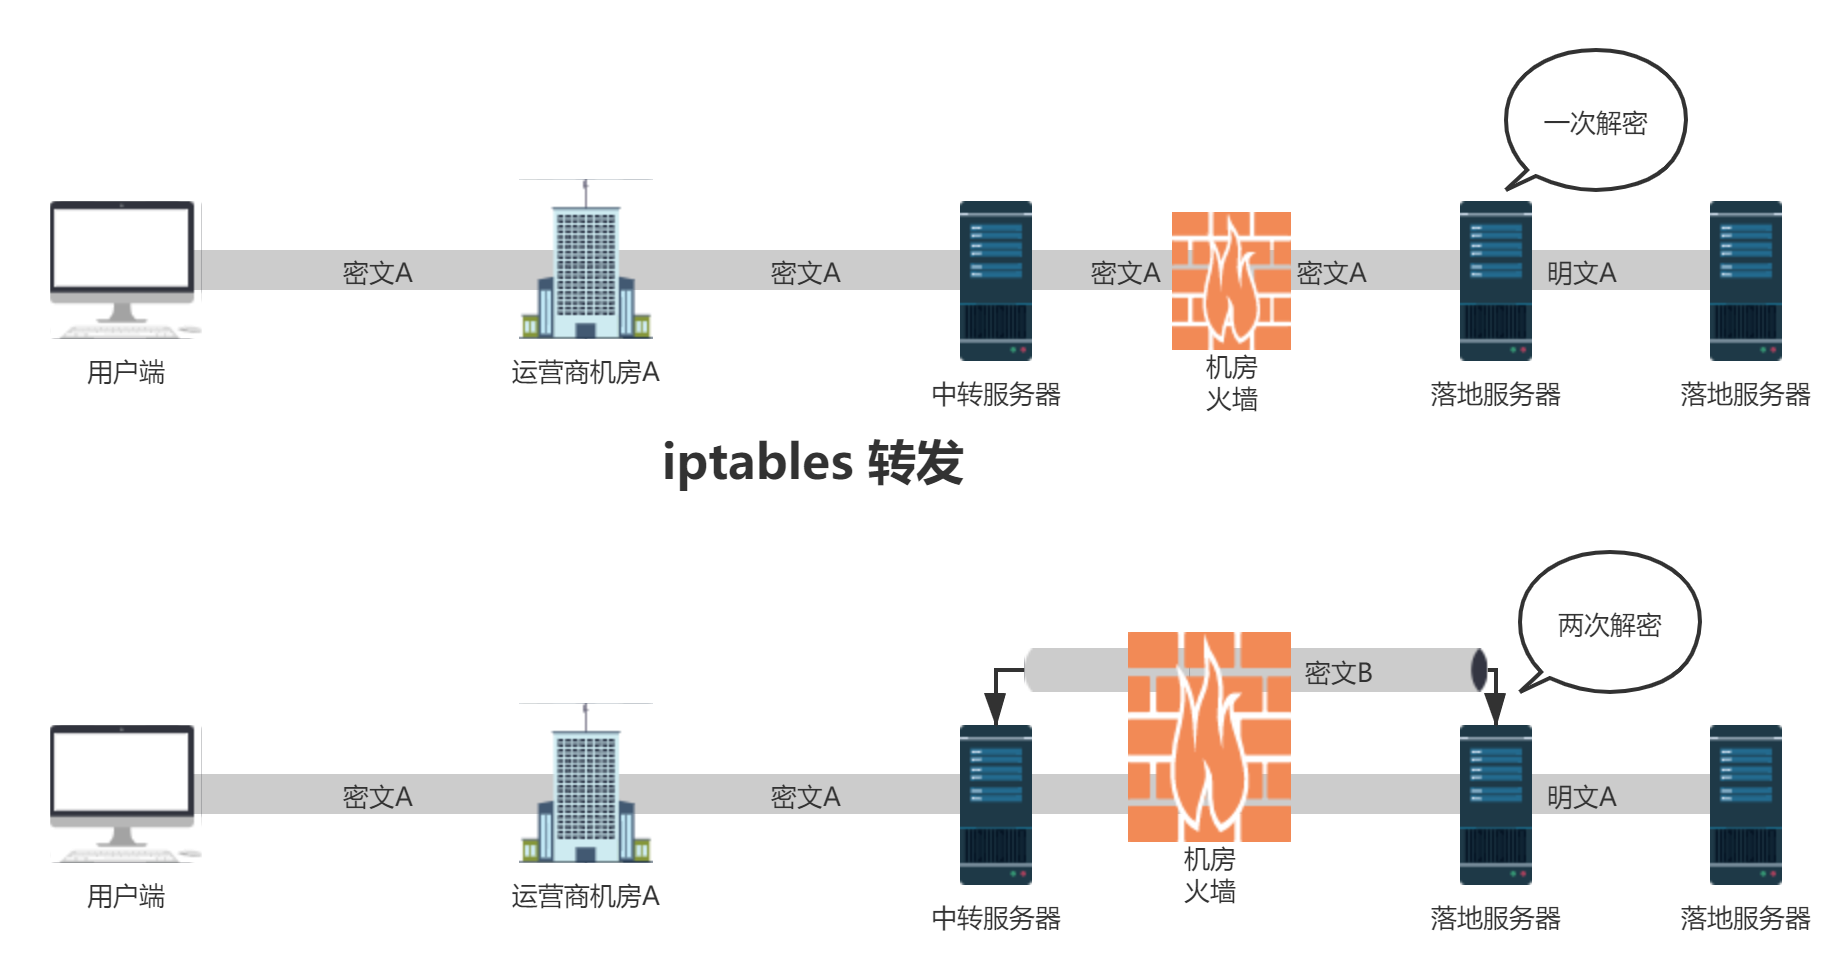 一次解密
密文A
密文A
密文A
密文A
明文A
用户端
运营商机房A
中转服务器
机房
火墙
落地服务器
落地服务器
iptables 转发
两次解密
密文B
密文A
密文A
明文A
用户端
运营商机房A
中转服务器
机房
火墙
落地服务器
落地服务器